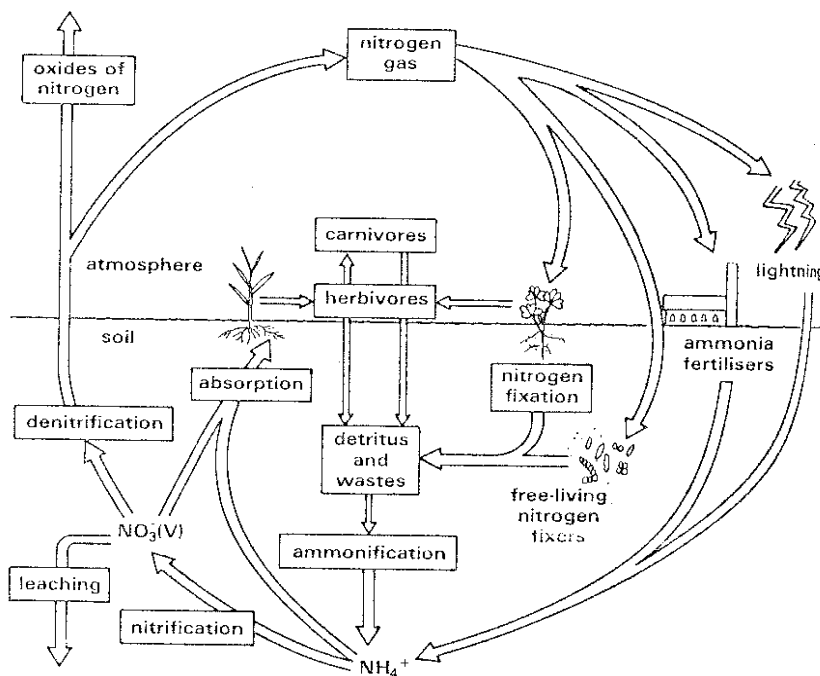 nitrogen
gas
oxides of
nitrogen
carnivores
atmosphere
lightning
herbivores
soil
ammonia
fertilisers
absorption
nitrogen
fixation
denitrification
detritus
and
wastes
free-living
nitrogen
fixers
NO₃⁻(V)
ammonification
leaching
nitrification
NH₄⁺